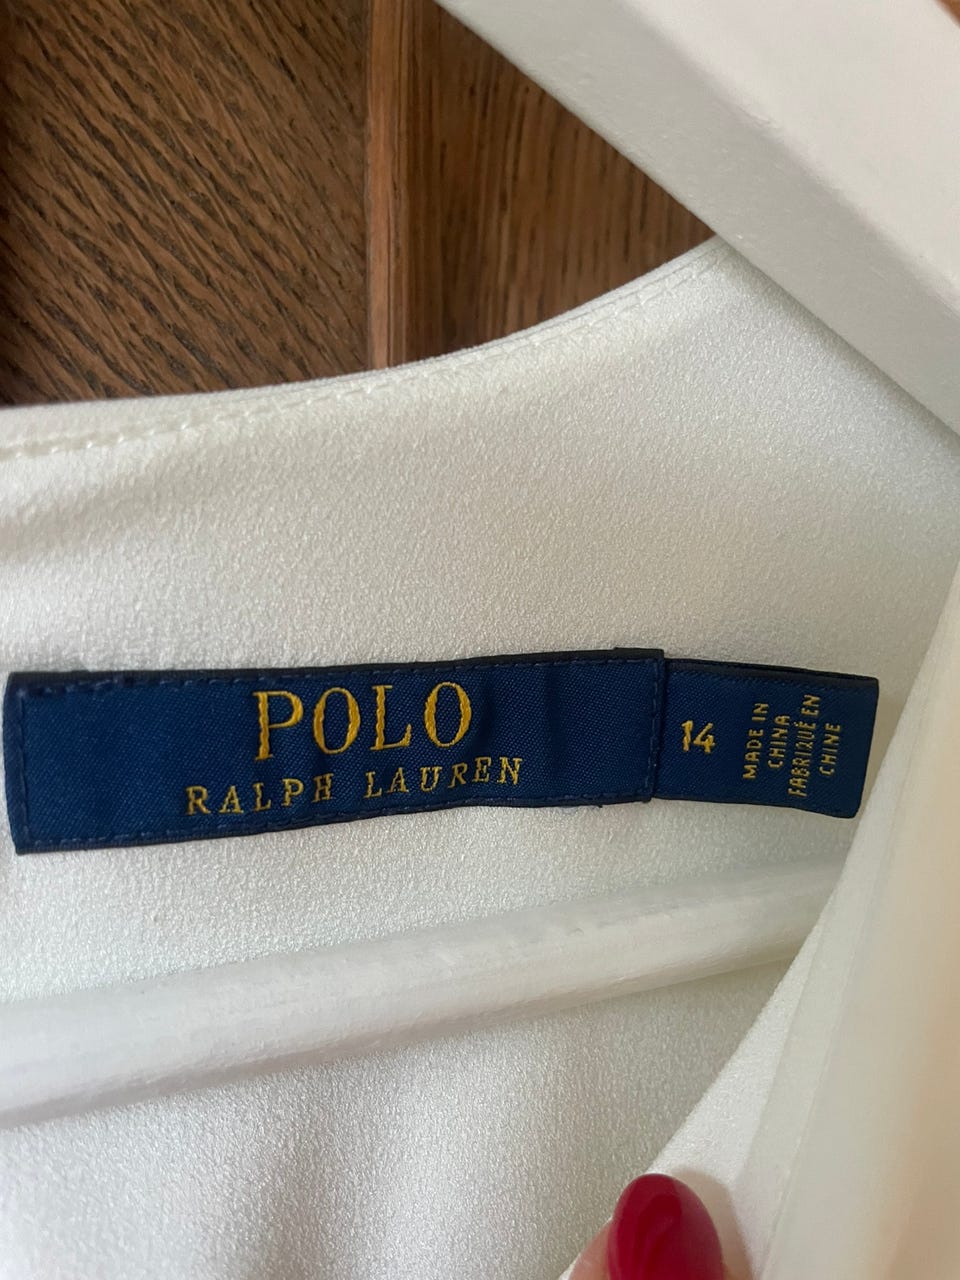 POLO
RALPH LAUREN
14
MADE IN
CHINA
FABRIQUÉ EN
CHINE